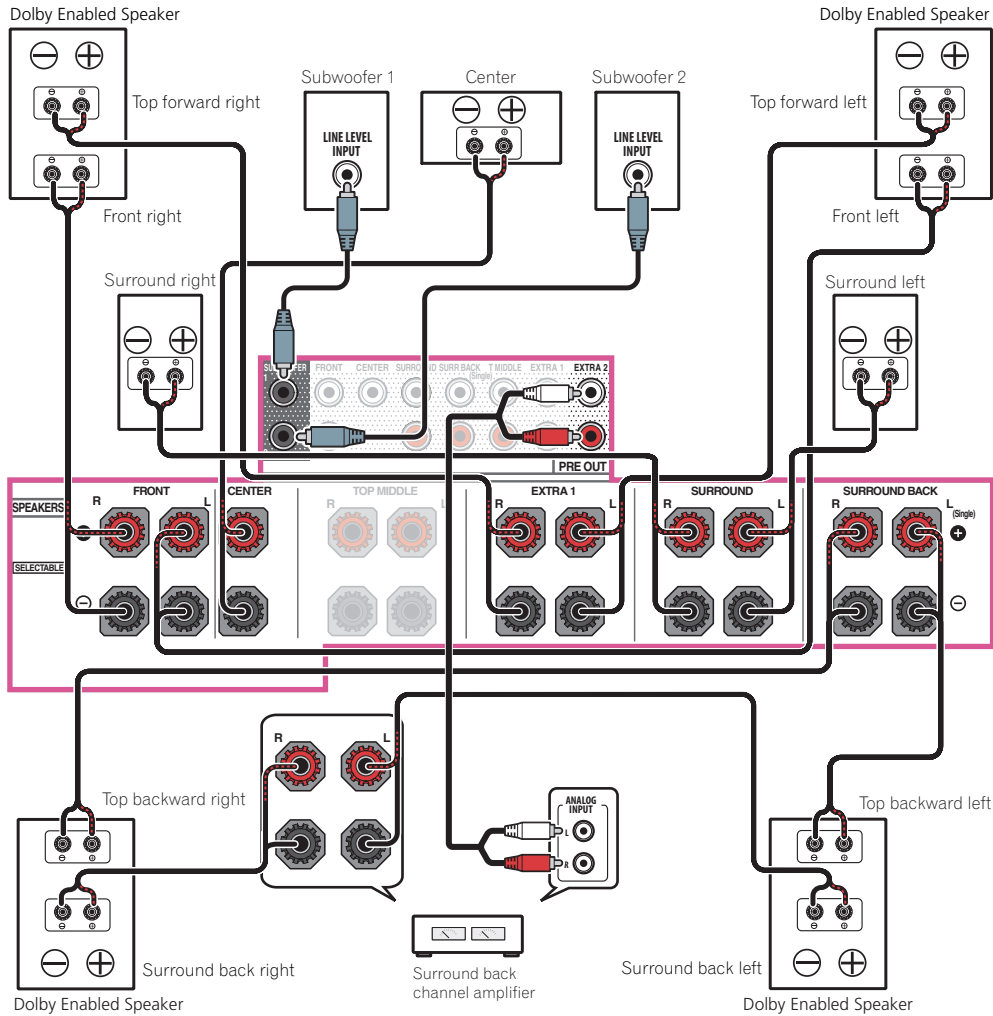 Dolby Enabled Speaker
Dolby Enabled Speaker
Subwoofer 1
Center
Subwoofer 2
Top forward right
Top forward left
LINE LEVEL
INPUT
LINE LEVEL
INPUT
Front right
Front left
Surround right
Surround left
SUBWOOFER
1
FRONT
CENTER
SURROUND
SURR BACK
(Single)
T MIDDLE
EXTRA 1
EXTRA 2
PRE OUT
SPEAKERS
R
FRONT
L
CENTER
R
TOP MIDDLE
L
R
EXTRA 1
L
R
SURROUND
L
R
SURROUND BACK
L
(Single)
SELECTABLE
R
L
Top backward right
Top backward left
ANALOG
INPUT
L
R
Surround back right
Surround back
channel amplifier
Surround back left
Dolby Enabled Speaker
Dolby Enabled Speaker